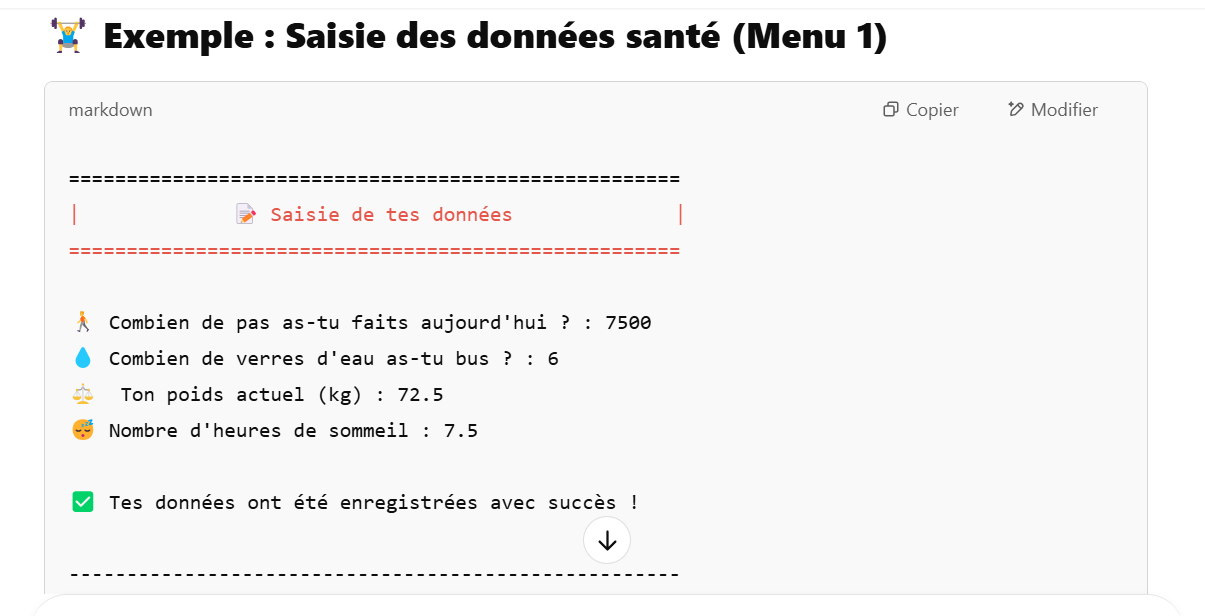 🏋️ Exemple : Saisie des données santé (Menu 1)
markdown
Copier
Modifier
=====================================================
|              📝 Saisie de tes données              |
=====================================================
🚶 Combien de pas as-tu faits aujourd'hui ? : 7500
💧 Combien de verres d'eau as-tu bus ? : 6
⚖️  Ton poids actuel (kg) : 72.5
😴 Nombre d'heures de sommeil : 7.5
✅ Tes données ont été enregistrées avec succès !
-----------------------------------------------------